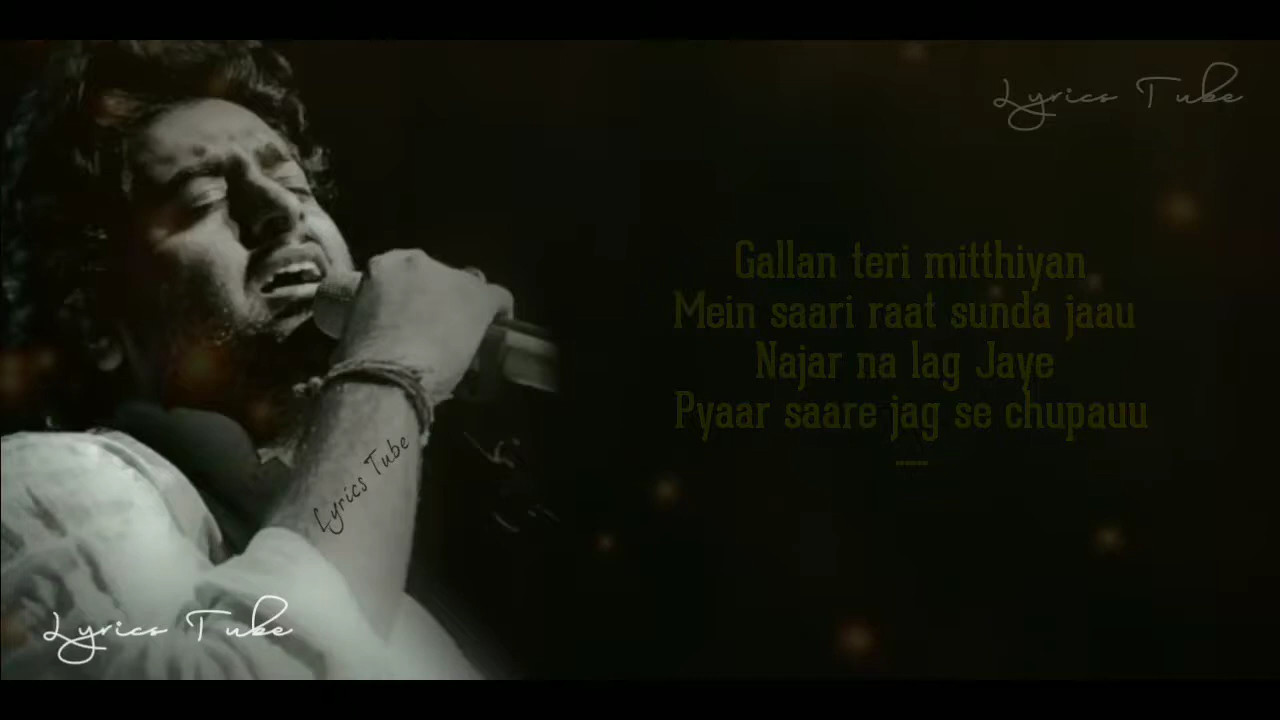 Lyrics Tube
Gallan teri mitthiyan
Mein saari raat sunda jaau
Najar na lag Jaye
Pyaar saare jag se chupauu
---
Lyrics Tube
Lyrics Tube